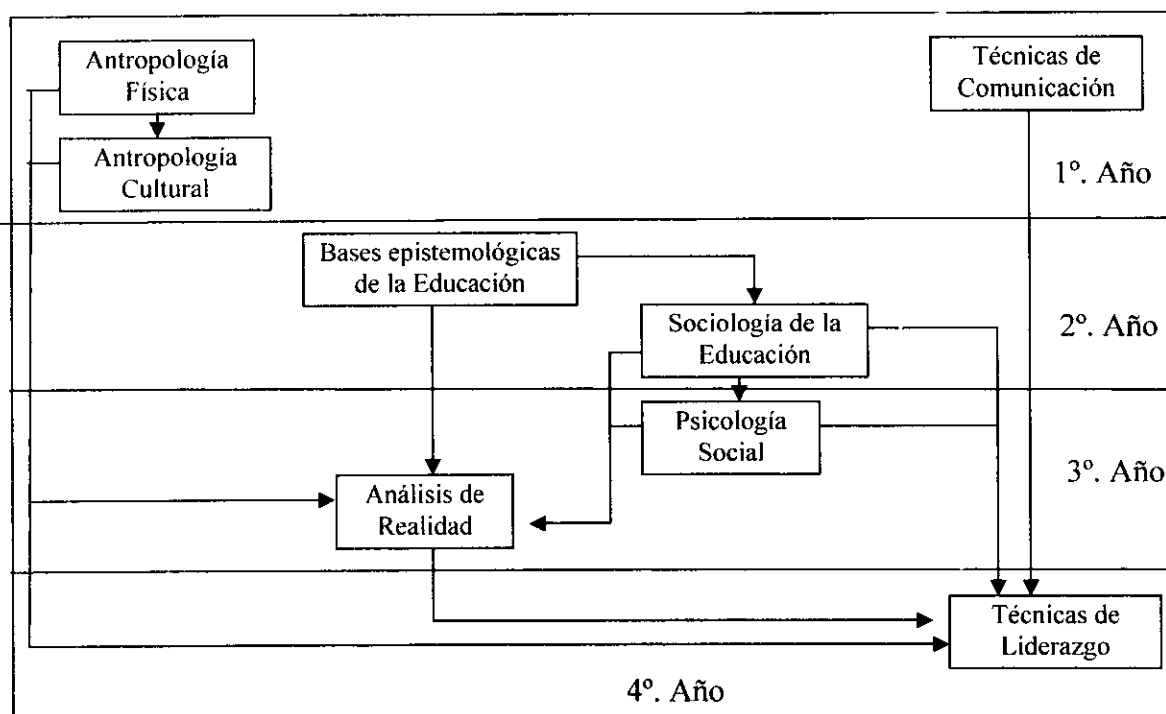 Antropología
Física
Técnicas de
Comunicación
Antropología
Cultural
1º. Año
Bases epistemológicas
de la Educación
Sociología de la
Educación
2º. Año
Psicología
Social
3º. Año
Análisis de
Realidad
Técnicas de
Liderazgo
4º. Año